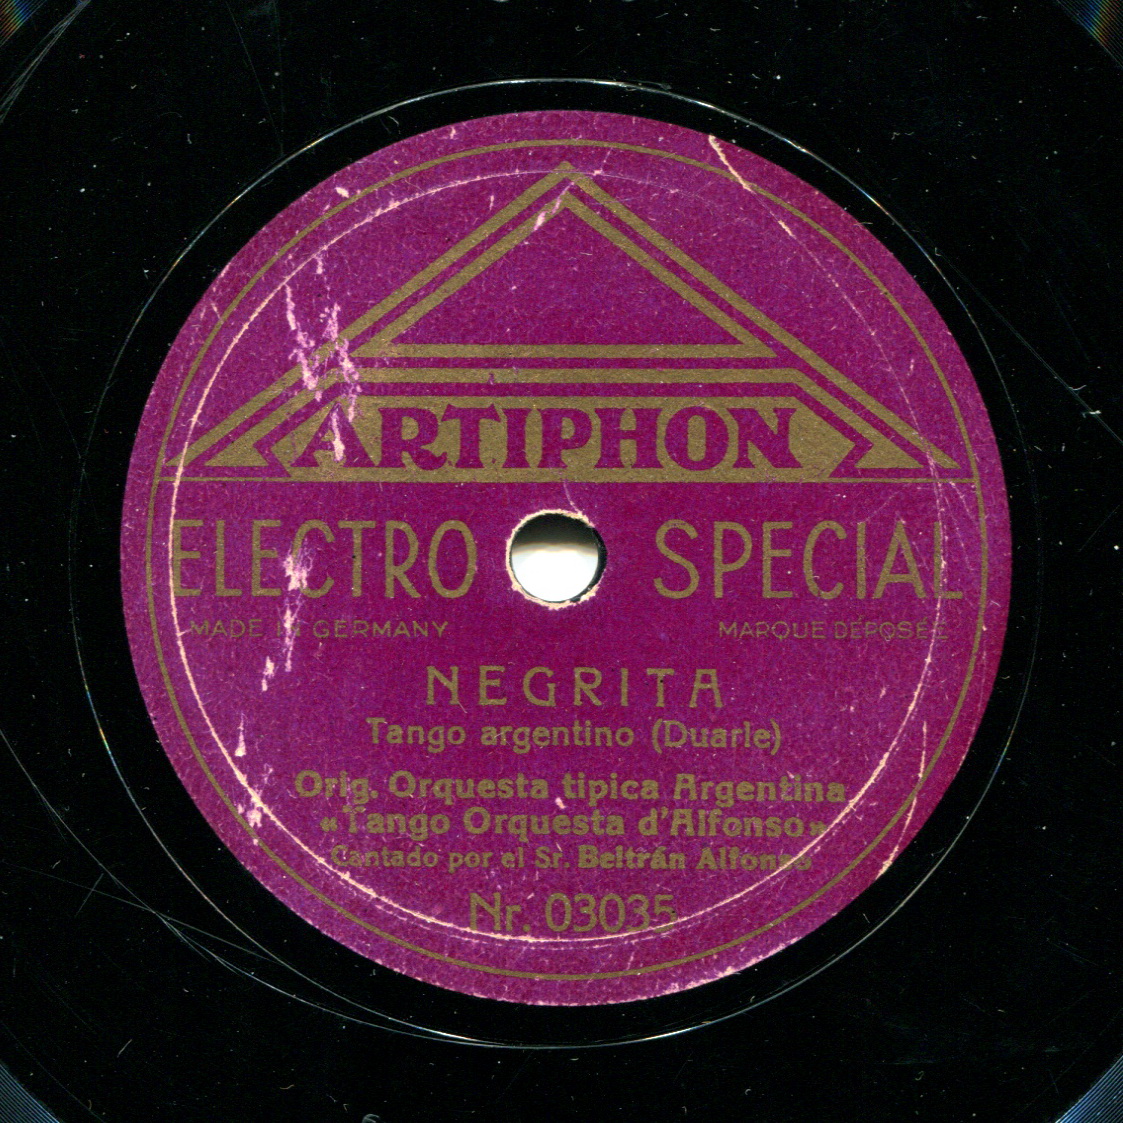 ARTIPHON
ELECTRO SPECIAL
MADE IN GERMANY MARQUE DÉPOSÉE
NEGRITA
Tango argentino (Duarle)
Orig. Orquesta tipica Argentina
«Tango Orquesta d'Alfonso»
Cantado por el Sr. Beltrán Alfonso
Nr. 03035